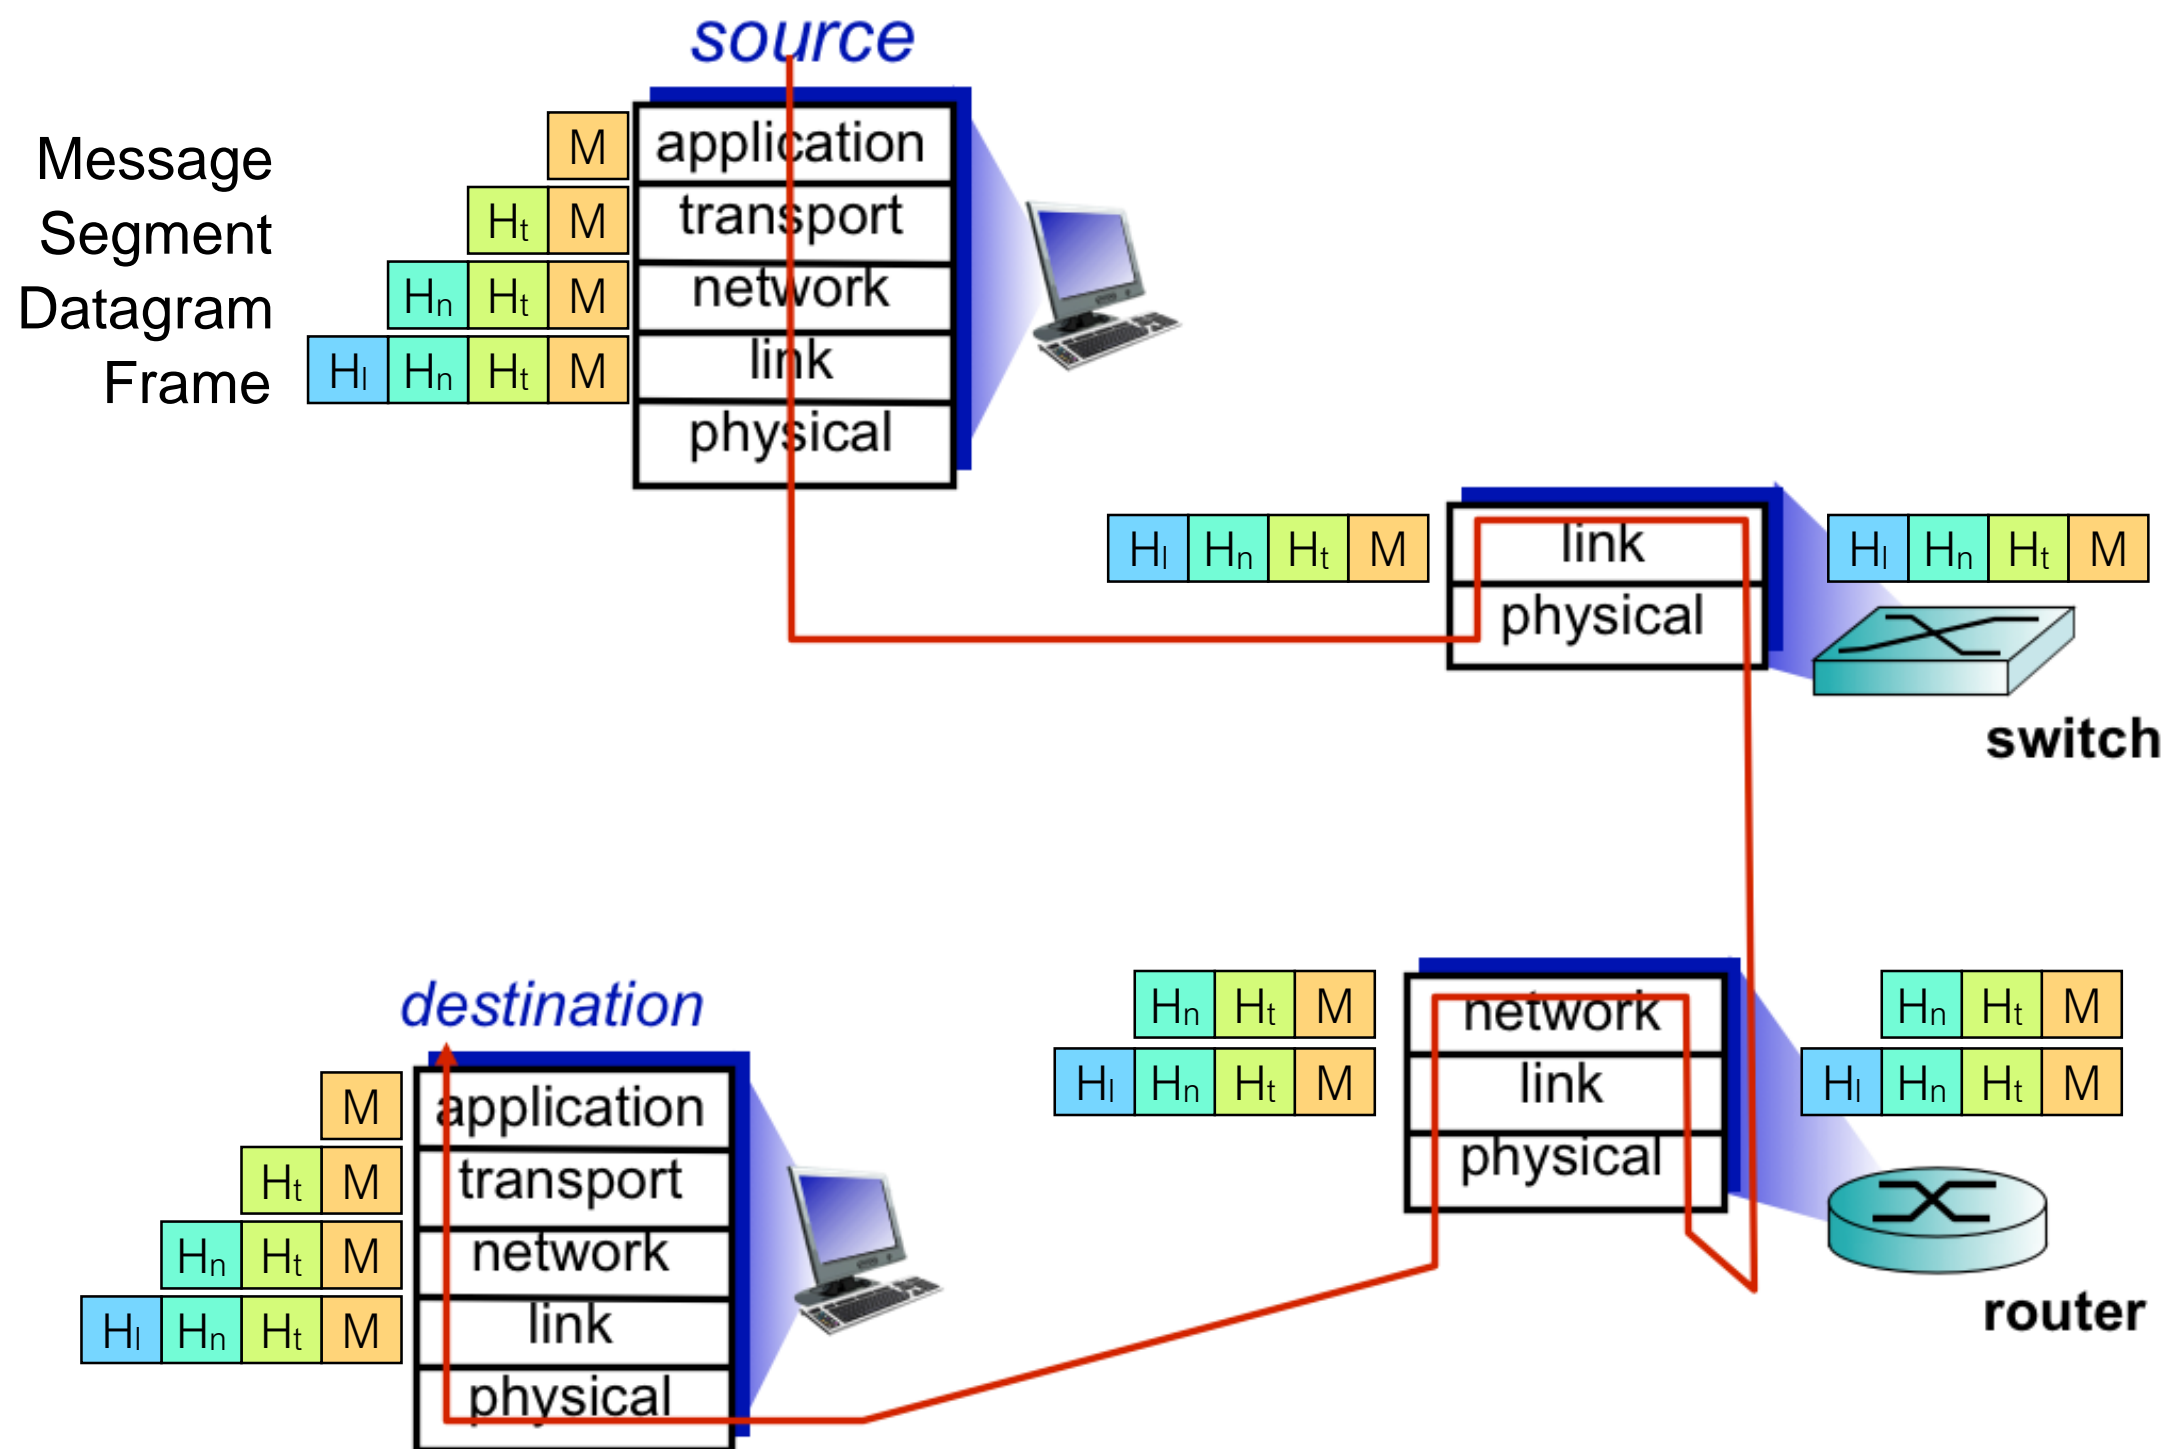 source
Message M application
Segment Ht M transport
Datagram Hn Ht M network
Frame Hl Hn Ht M link
physical
Hl Hn Ht M link Hl Hn Ht M
physical
switch
destination
Hn Ht M network Hn Ht M
Hl Hn Ht M link Hl Hn Ht M
physical
router
M application
Ht M transport
Hn Ht M network
Hl Hn Ht M link
physical